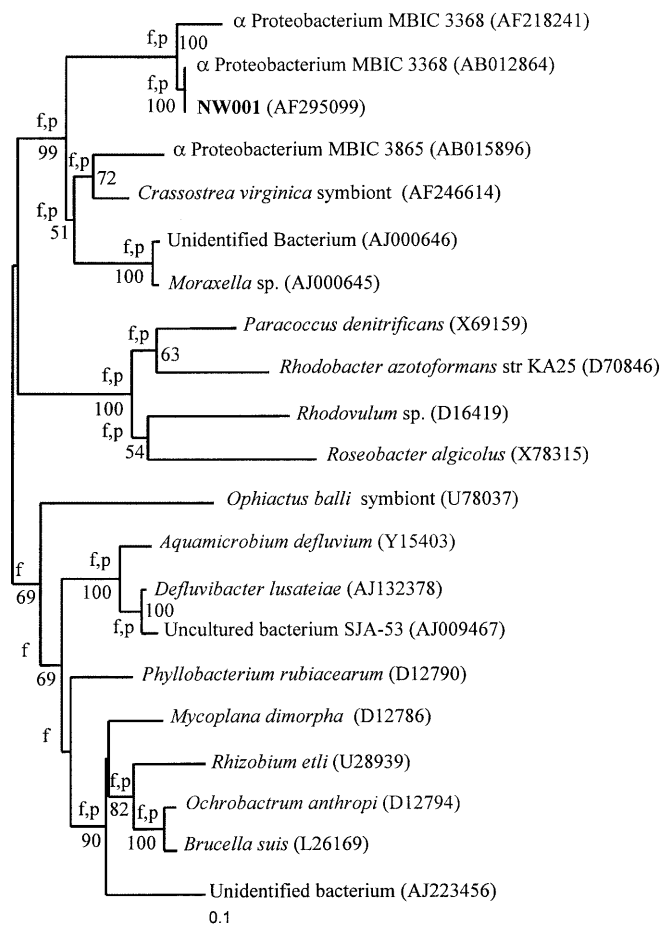 α Proteobacterium MBIC 3368 (AF218241)
f,p
100
α Proteobacterium MBIC 3368 (AB012864)
f,p
100
NW001 (AF295099)
f,p
99
α Proteobacterium MBIC 3865 (AB015896)
f,p
72
Crassostrea virginica symbiont (AF246614)
f,p
51
Unidentified Bacterium (AJ000646)
f,p
100
Moraxella sp. (AJ000645)
Paracoccus denitrificans (X69159)
f,p
63
Rhodobacter azotoformans str KA25 (D70846)
f,p
100
Rhodovulum sp. (D16419)
f,p
54
Roseobacter algicolus (X78315)
Ophiactus balli symbiont (U78037)
f
69
Aquamicrobium defluvium (Y15403)
f,p
100
Defluvibacter lusateiae (AJ132378)
100
f,p
Uncultured bacterium SJA-53 (AJ009467)
f
69
Phyllobacterium rubiacearum (D12790)
Mycoplana dimorpha (D12786)
f
Rhizobium etli (U28939)
f,p
82
Ochrobactrum anthropi (D12794)
f,p
100
f,p
90
Brucella suis (L26169)
Unidentified bacterium (AJ223456)
0.1